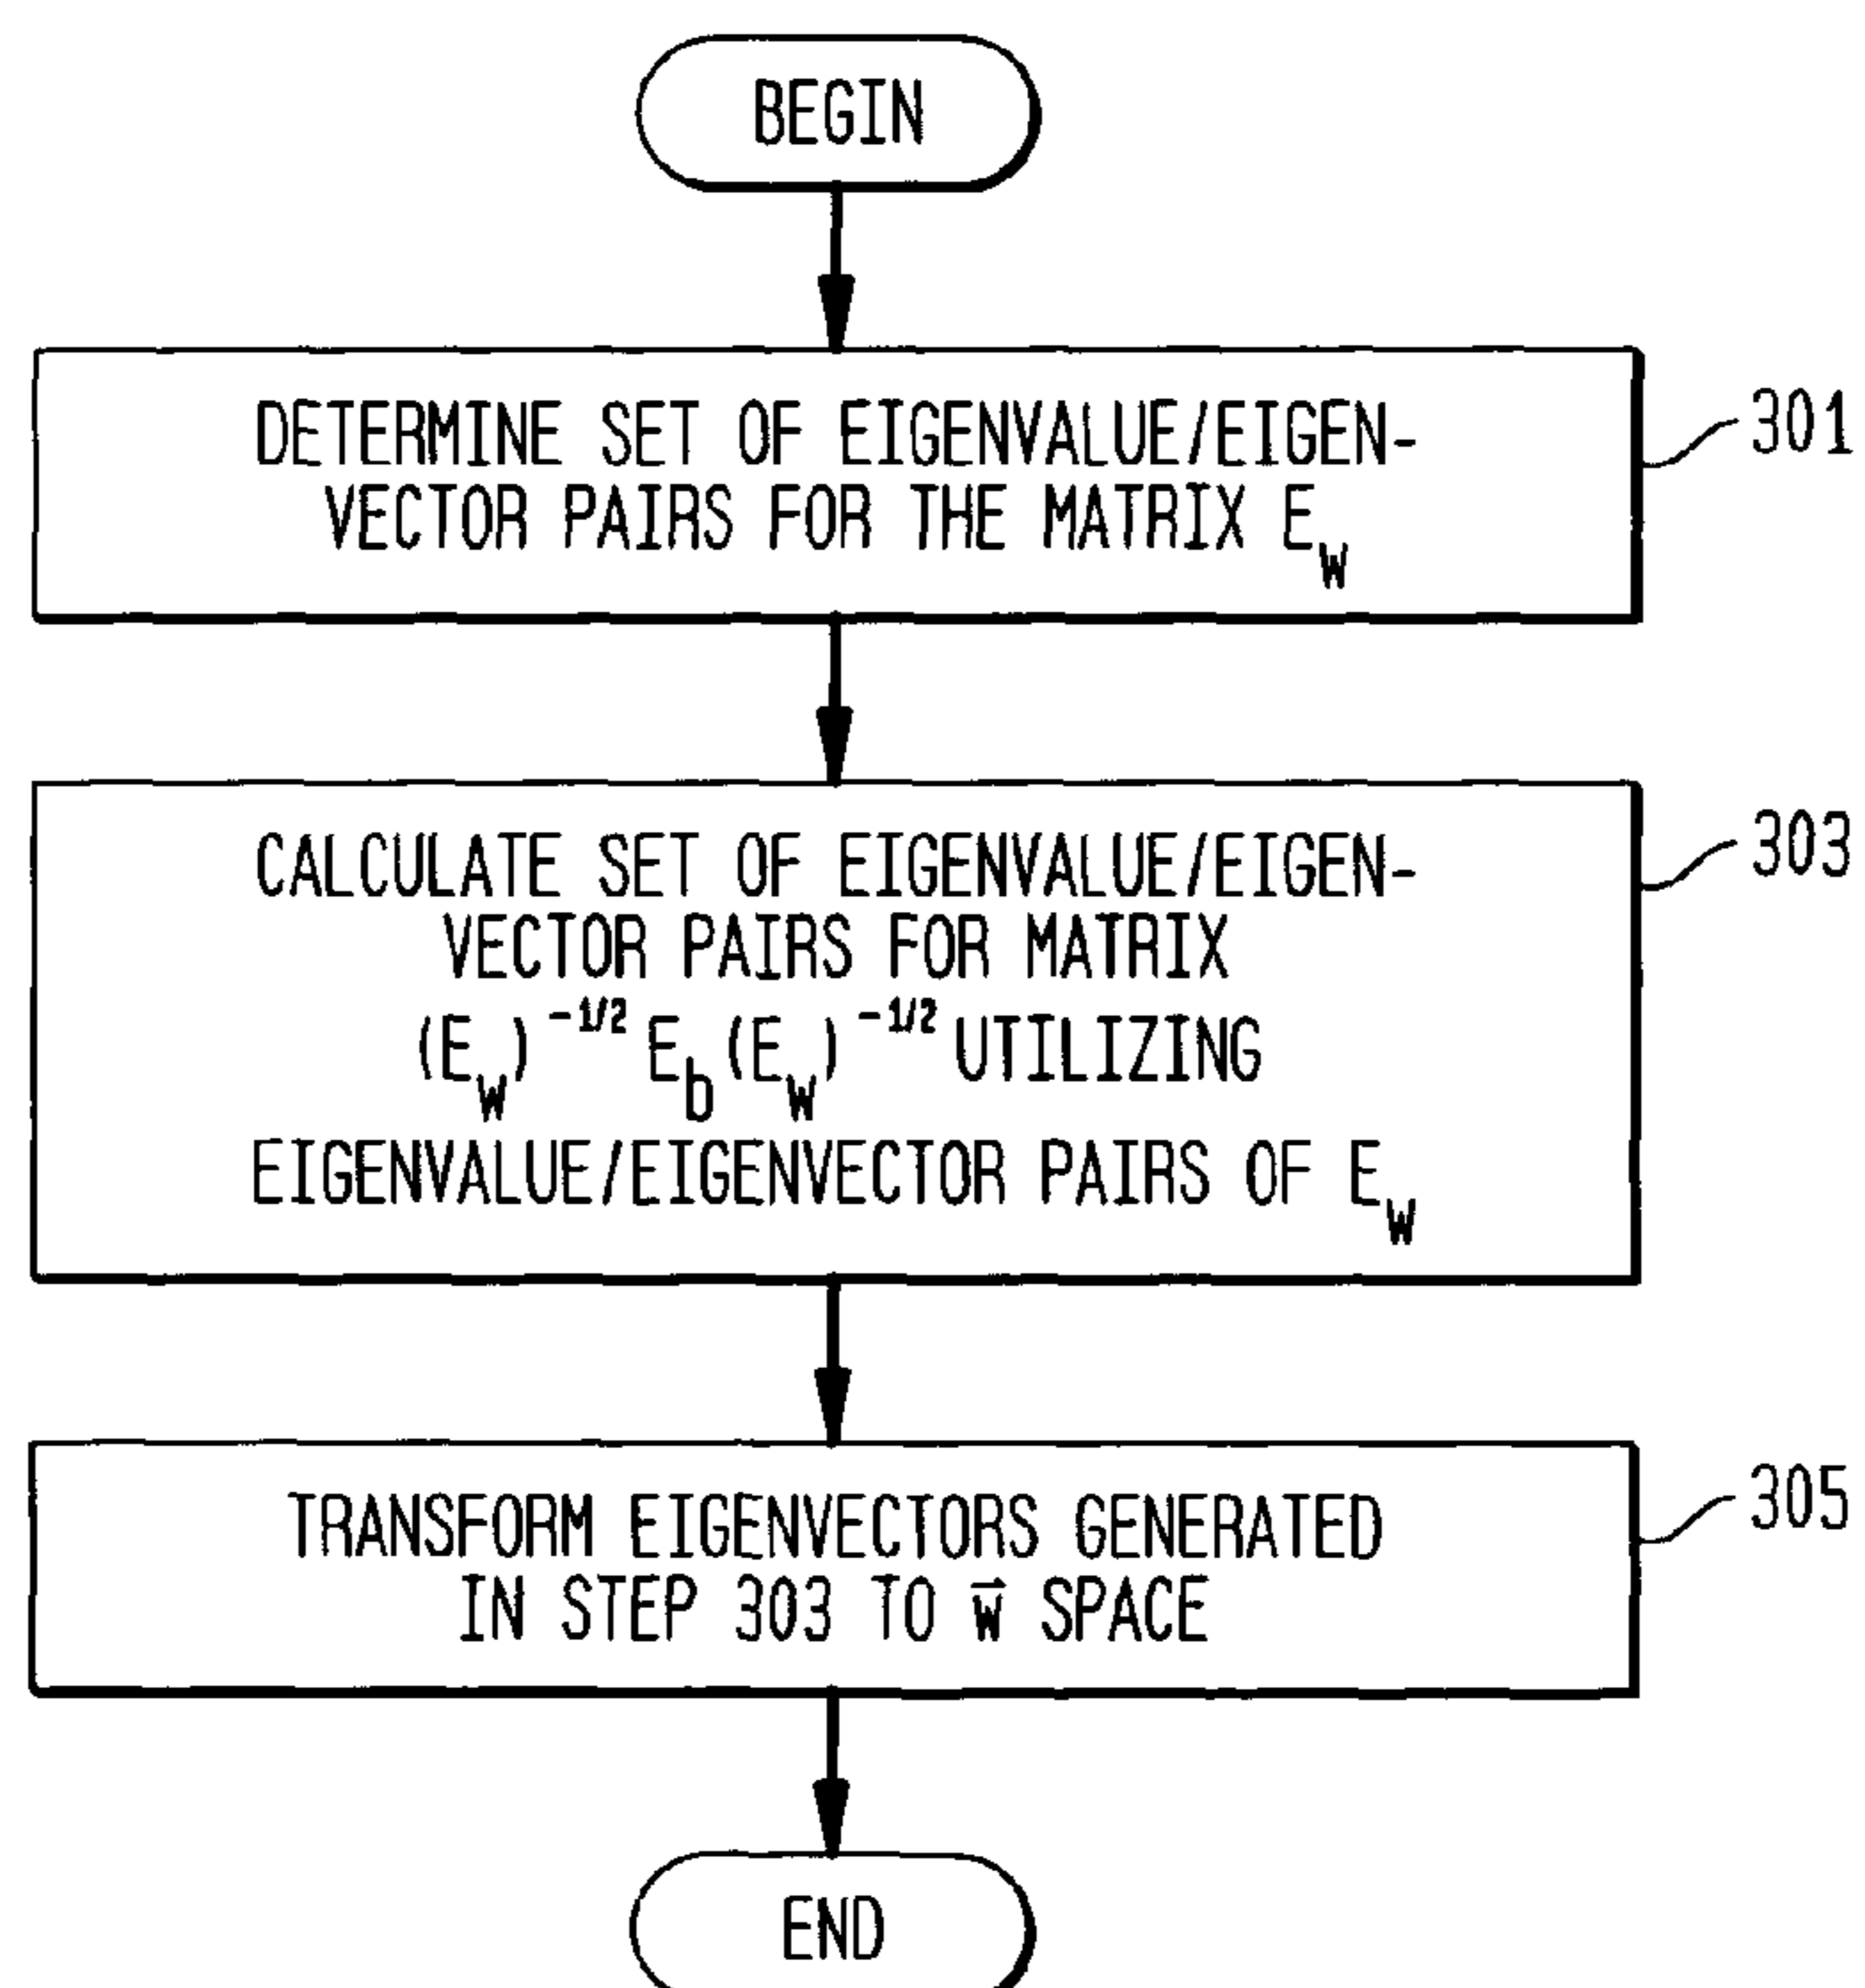 BEGIN
DETERMINE SET OF EIGENVALUE/EIGEN-
VECTOR PAIRS FOR THE MATRIX E_W
301
CALCULATE SET OF EIGENVALUE/EIGEN-
VECTOR PAIRS FOR MATRIX
(E_W)^{-1/2} E_b (E_W)^{-1/2} UTILIZING
EIGENVALUE/EIGENVECTOR PAIRS OF E_W
303
TRANSFORM EIGENVECTORS GENERATED
IN STEP 303 TO w⃗ SPACE
305
END